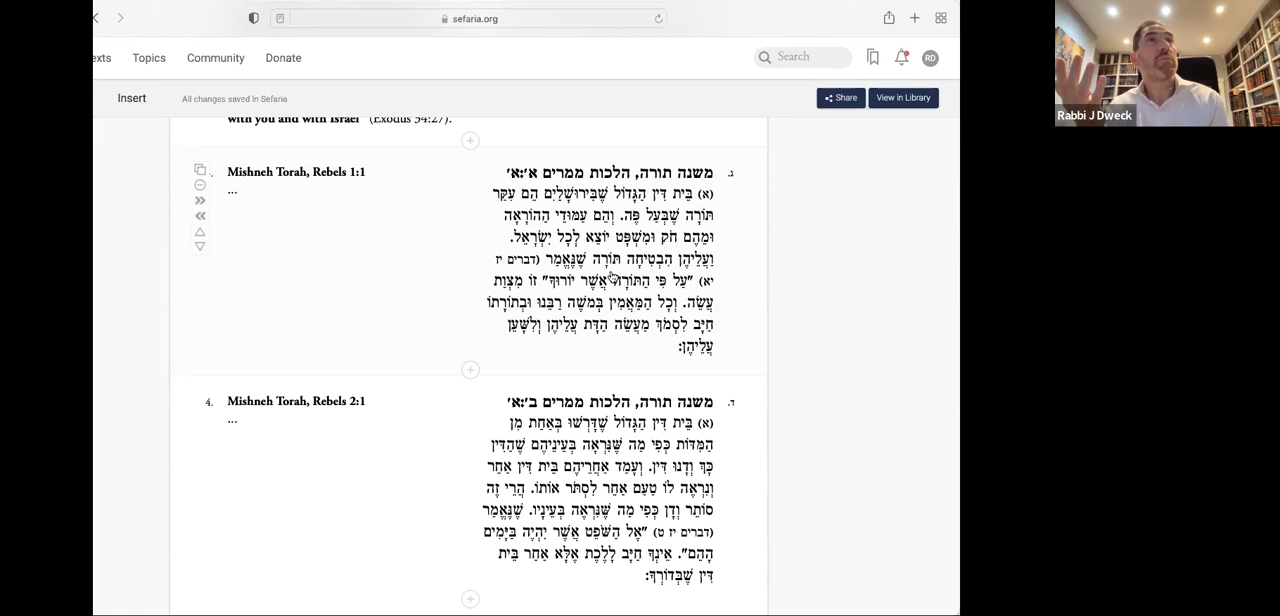 sefaria.org
exts Topics Community Donate
Search
RD
Insert
All changes saved in Sefaria
Share
View in Library
with you and with Israel" (Exodus 34:27).
Mishneh Torah, Rebels 1:1
...
ג.
משנה תורה, הלכות ממרים א׳:א׳
(א) בֵּית דִּין הַגָּדוֹל שֶׁבִּירוּשָׁלַיִם הֵם עִקַּר
תּוֹרָה שֶׁבְּעַל פֶּה. וְהֵם עַמּוּדֵי הַהוֹרָאָה
וּמֵהֶם חֹק וּמִשְׁפָּט יוֹצֵא לְכָל יִשְׂרָאֵל.
וַעֲלֵיהֶן הִבְטִיחָה תּוֹרָה שֶׁנֶּאֱמַר (דברים יז
יא) "עַל פִּי הַתּוֹרָה אֲשֶׁר יוֹרוּךָ" זוֹ מִצְוַת
עֲשֵׂה. וְכָל הַמַּאֲמִין בְּמשֶׁה רַבֵּנוּ וּבְתוֹרָתוֹ
חַיָּב לִסְמֹךְ מַעֲשֵׂה הַדָּת עֲלֵיהֶן וְלִשָּׁעֵן
עֲלֵיהֶן:
4.
Mishneh Torah, Rebels 2:1
...
ד.
משנה תורה, הלכות ממרים ב׳:א׳
(א) בֵּית דִּין הַגָּדוֹל שֶׁדָּרְשׁוּ בְּאַחַת מִן
הַמִּדּוֹת כְּפִי מַה שֶּׁנִּרְאָה בְּעֵינֵיהֶם שֶׁהַדִּין
כָּךְ וְדָנוּ דִּין. וְעָמַד אַחֲרֵיהֶם בֵּית דִּין אַחֵר
וְנִרְאֶה לוֹ טַעַם אַחֵר לִסְתֹּר אוֹתוֹ. הֲרֵי זֶה
סוֹתֵר וְדָן כְּפִי מַה שֶּׁנִּרְאָה בְּעֵינָיו. שֶׁנֶּאֱמַר
(דברים יז ט) "אֶל הַשֹּׁפֵט אֲשֶׁר יִהְיֶה בַּיָּמִים
הָהֵם". אֵינְךָ חַיָּב לָלֶכֶת אֶלָּא אַחַר בֵּית
דִּין שֶׁבְּדוֹרְךָ:
Rabbi J Dweck